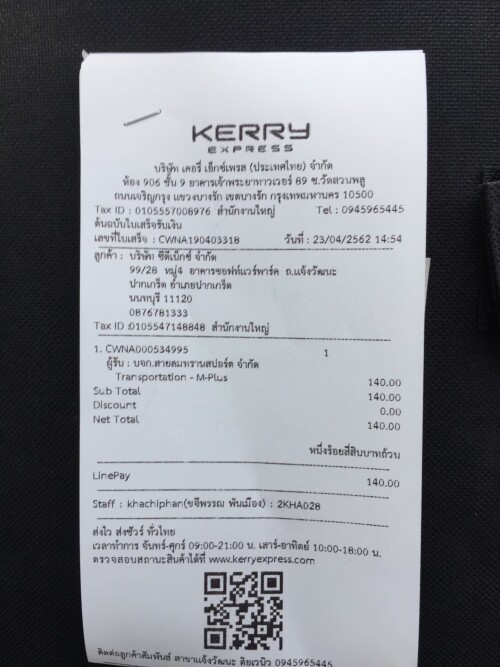 KERRY
EXPRESS
บริษัท เคอรี่ เอ็กซ์เพรส (ประเทศไทย) จำกัด
ห้อง 906 ชั้น 9 อาคารเจ้าพระยาทาวเวอร์ 89 ซ.วัดสวนพลู
ถนนเจริญกรุง แขวงบางรัก เขตบางรัก กรุงเทพมหานคร 10500
Tax ID : 0105557008976 สำนักงานใหญ่ Tel : 0945965445
ต้นฉบับใบเสร็จรับเงิน
เลขที่ใบเสร็จ : CWNA190403318 วันที่ : 23/04/2562 14:54
ลูกค้า : บริษัท ซีดีเน็กซ์ จำกัด
99/28 หมู่4 อาคารซอฟท์แวร์พาร์ค ถ.แจ้งวัฒนะ
ปากเกร็ด อำเภอปากเกร็ด
นนทบุรี 11120
0876781333
Tax ID :0105547148848 สำนักงานใหญ่
1. CWNA000534995 1
ผู้รับ : บจก.สายลมทรานสปอร์ต จำกัด
Transportation - M-Plus 140.00
Sub Total 140.00
Discount 0.00
Net Total 140.00
หนึ่งร้อยสี่สิบบาทถ้วน
LinePay 140.00
Staff : khachiphan(ขจีพรรณ พันเมือง) : 2KHA028
ส่งไว ส่งชัวร์ ทั่วไทย
เวลาทำการ จันทร์-ศุกร์ 09:00-21:00 น. เสาร์-อาทิตย์ 10:00-18:00 น.
ตรวจสอบสถานะสินค้าได้ที่ www.kerryexpress.com
ติดต่อลูกค้าสัมพันธ์ สาขาแจ้งวัฒนะ ดิอเวนิว 0945965445